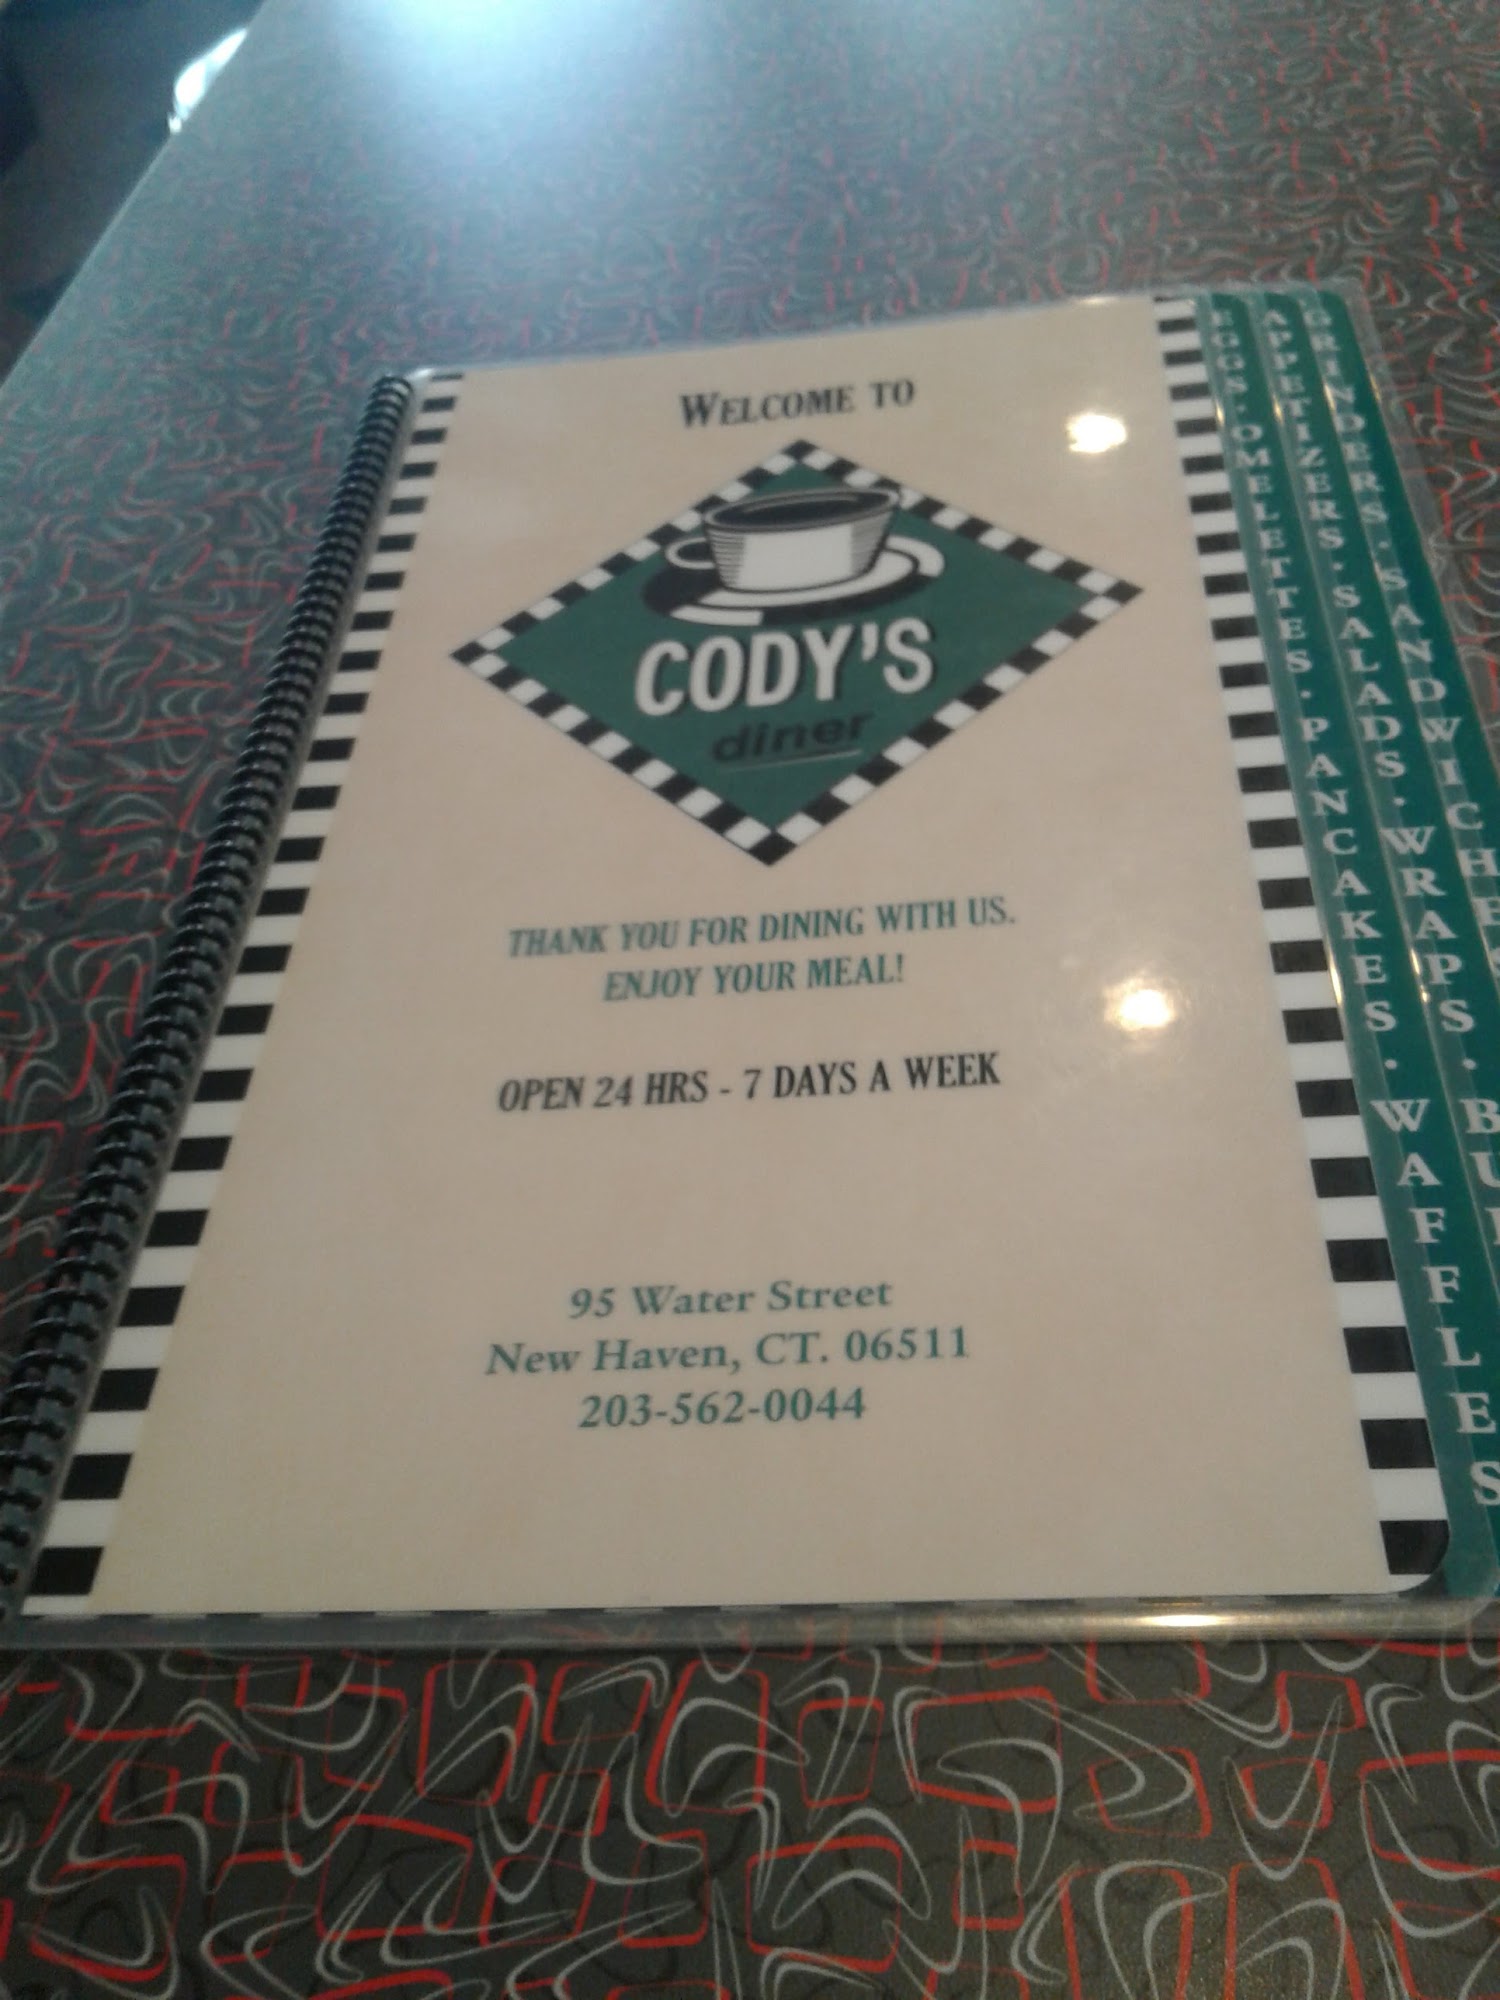 WELCOME TO
CODY'S
diner
THANK YOU FOR DINING WITH US.
ENJOY YOUR MEAL!
OPEN 24 HRS - 7 DAYS A WEEK
95 Water Street
New Haven, CT. 06511
203-562-0044
EGGS · OMELETTES · PANCAKES · WAFFLES
APPETIZERS · SALADS · WRAPS ·
GRINDERS · SANDWICHES